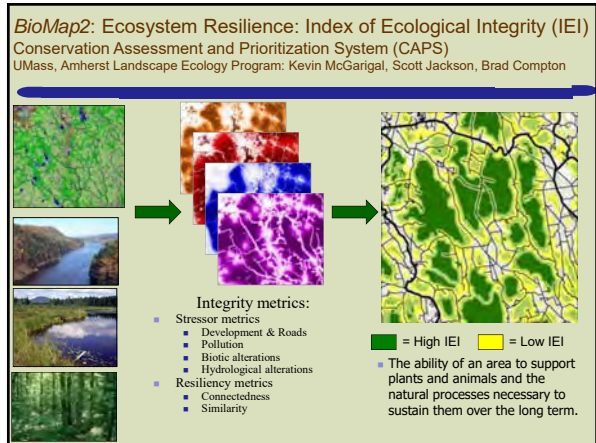 BioMap2: Ecosystem Resilience: Index of Ecological Integrity (IEI)
Conservation Assessment and Prioritization System (CAPS)
UMass, Amherst Landscape Ecology Program: Kevin McGarigal, Scott Jackson, Brad Compton
Integrity metrics:
Stressor metrics
Development & Roads
Pollution
Biotic alterations
Hydrological alterations
Resiliency metrics
Connectedness
Similarity
= High IEI = Low IEI
The ability of an area to support
plants and animals and the
natural processes necessary to
sustain them over the long term.